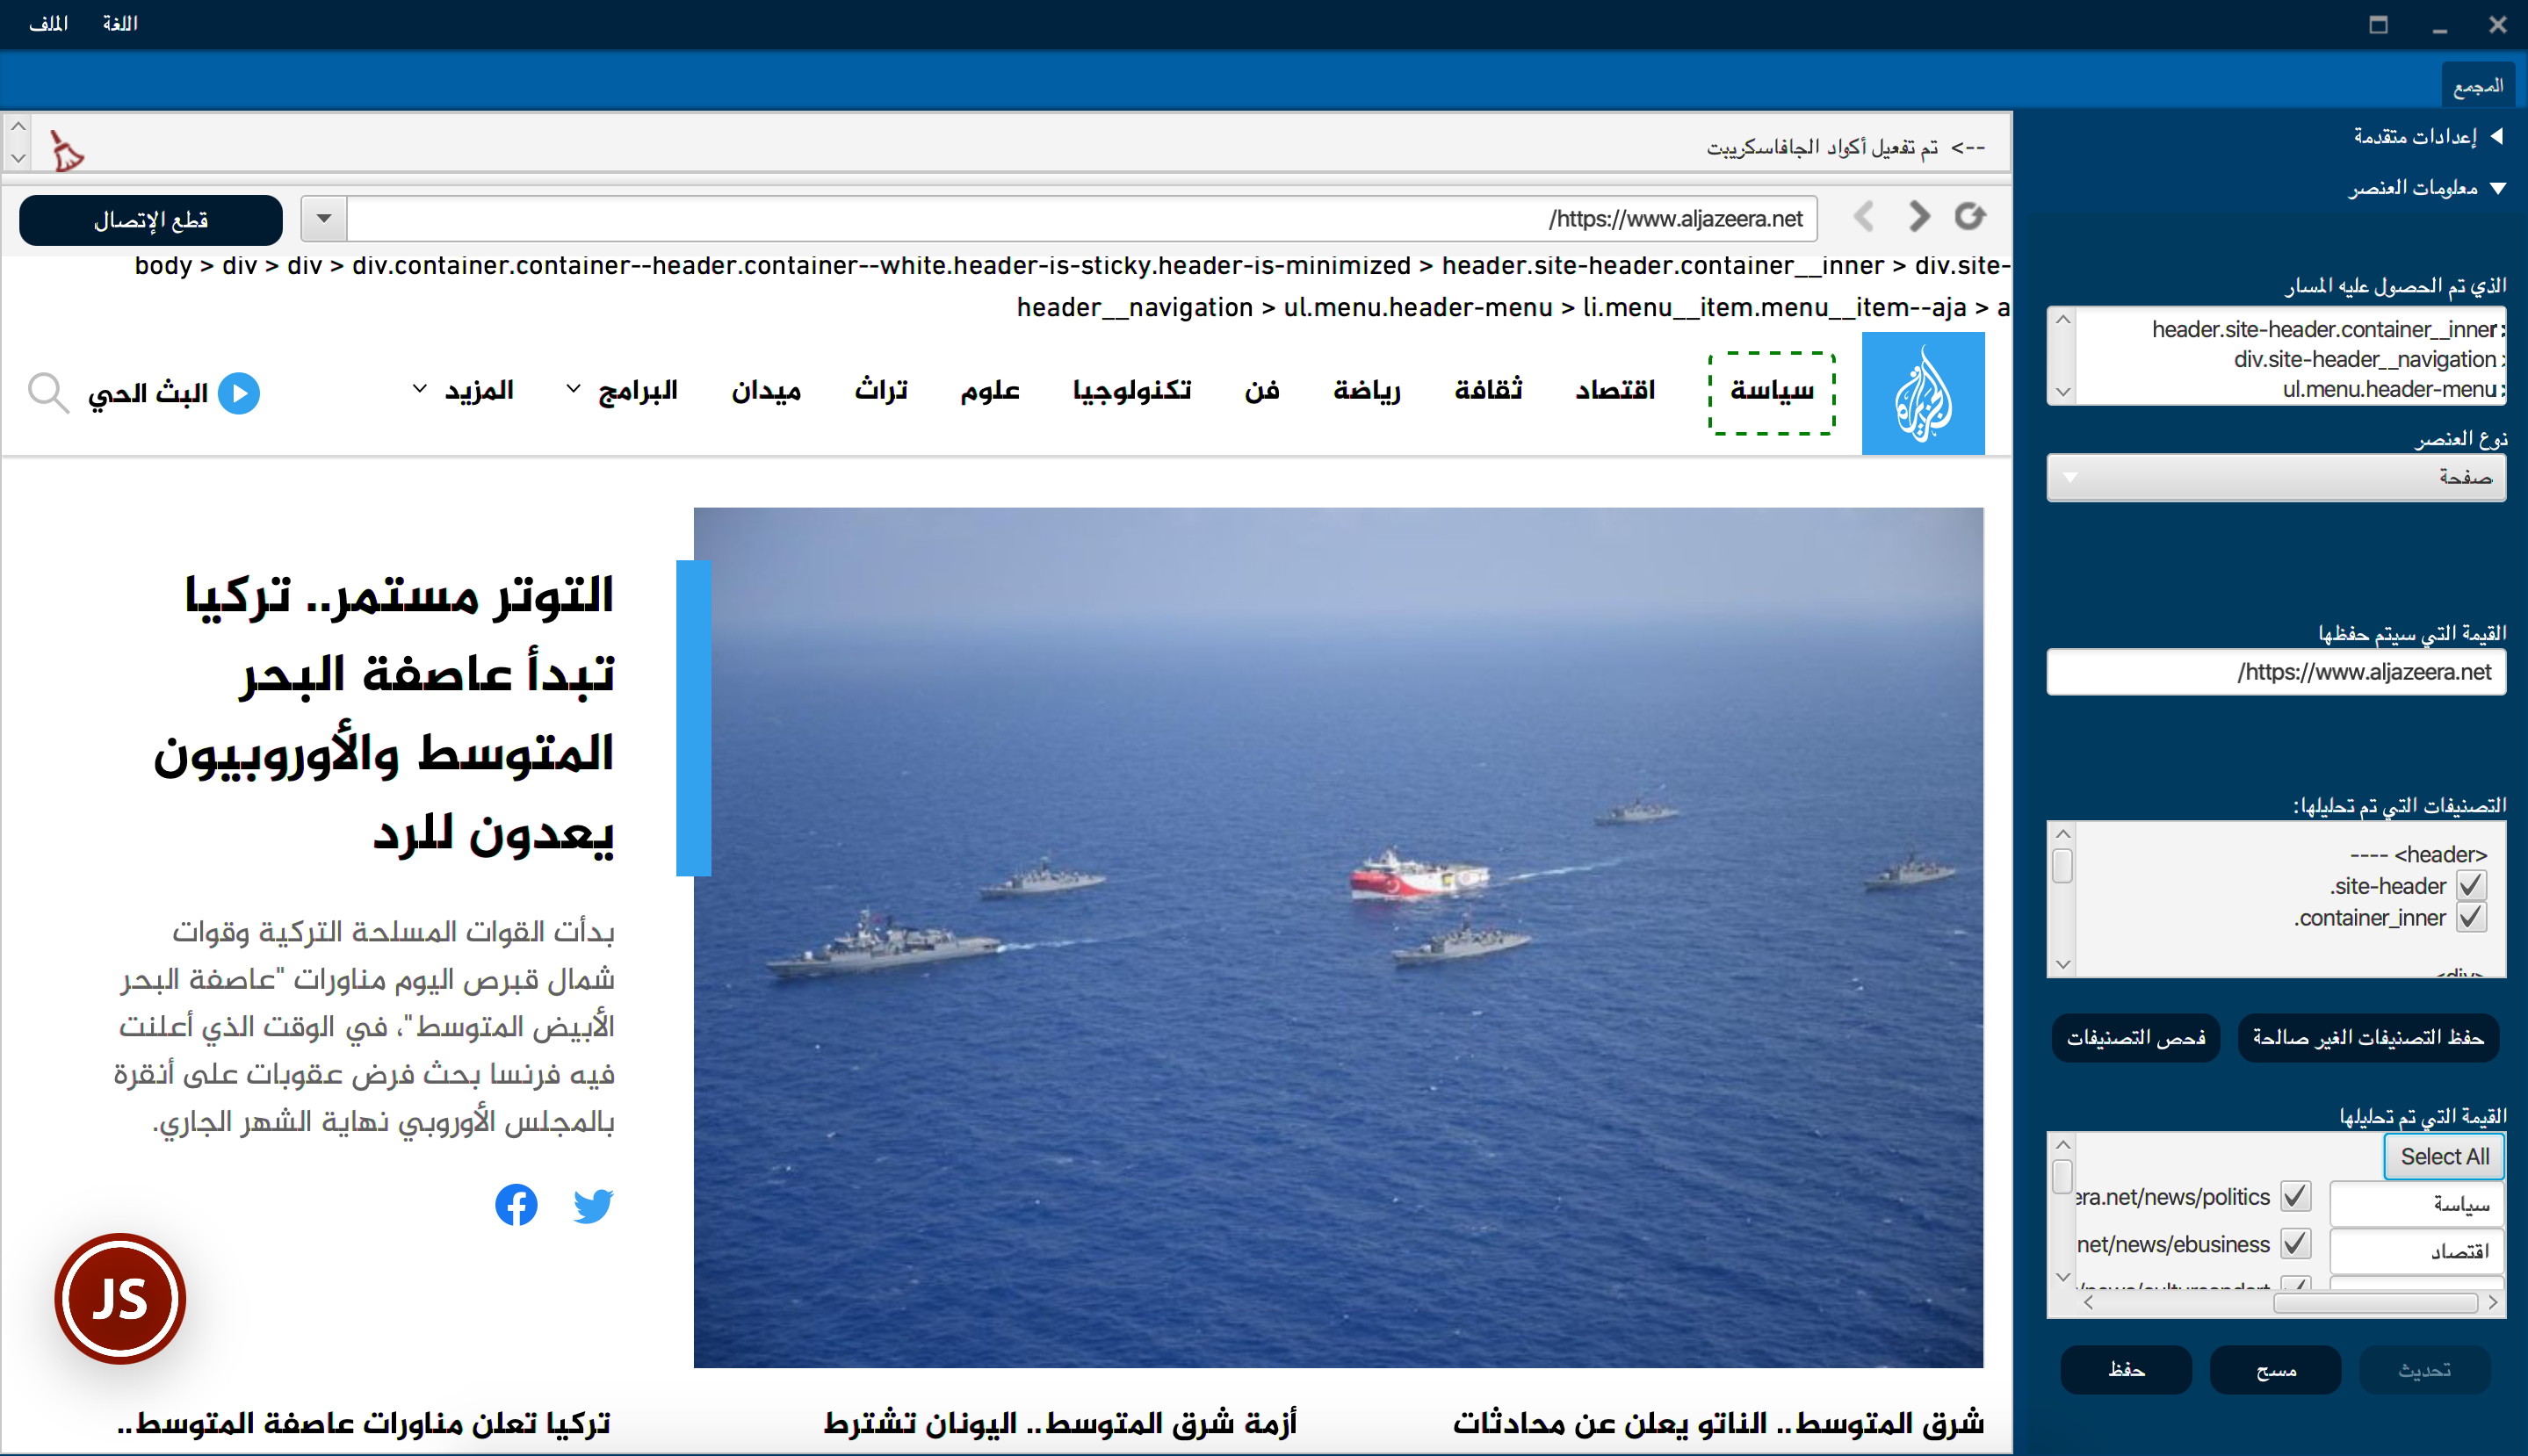 الملف
اللغة
المجمع
إعدادات متقدمة
معلومات العنصر
--> تم تفعيل أكواد الجافاسكريبت
https://www.aljazeera.net/
قطع الإتصال
body > div > div > div.container.container--header.container--white.header-is-sticky.header-is-minimized > header.site-header.container__inner > div.site-
header__navigation > ul.menu.header-menu > li.menu__item.menu__item--aja > a
سياسة
اقتصاد
ثقافة
رياضة
فن
تكنولوجيا
علوم
تراث
ميدان
البرامج
المزيد
البث الحي
التوتر مستمر.. تركيا
تبدأ عاصفة البحر
المتوسط والأوروبيون
يعدون للرد
بدأت القوات المسلحة التركية وقوات
شمال قبرص اليوم مناورات "عاصفة البحر
الأبيض المتوسط"، في الوقت الذي أعلنت
فيه فرنسا بحث فرض عقوبات على أنقرة
بالمجلس الأوروبي نهاية الشهر الجاري.
JS
شرق المتوسط.. الناتو يعلن عن محادثات
أزمة شرق المتوسط.. اليونان تشترط
تركيا تعلن مناورات عاصفة المتوسط..
الذي تم الحصول عليه المسار
header.site-header.container__inner
div.site-header__navigation
ul.menu.header-menu
نوع العنصر
صفحة
القيمة التي سيتم حفظها
https://www.aljazeera.net/
التصنيفات التي تم تحليلها:
<header> ----
.site-header
.container_inner
<div>
حفظ التصنيفات الغير صالحة
فحص التصنيفات
القيمة التي تم تحليلها
Select All
سياسة
era.net/news/politics
اقتصاد
net/news/ebusiness
تحديث
مسح
حفظ